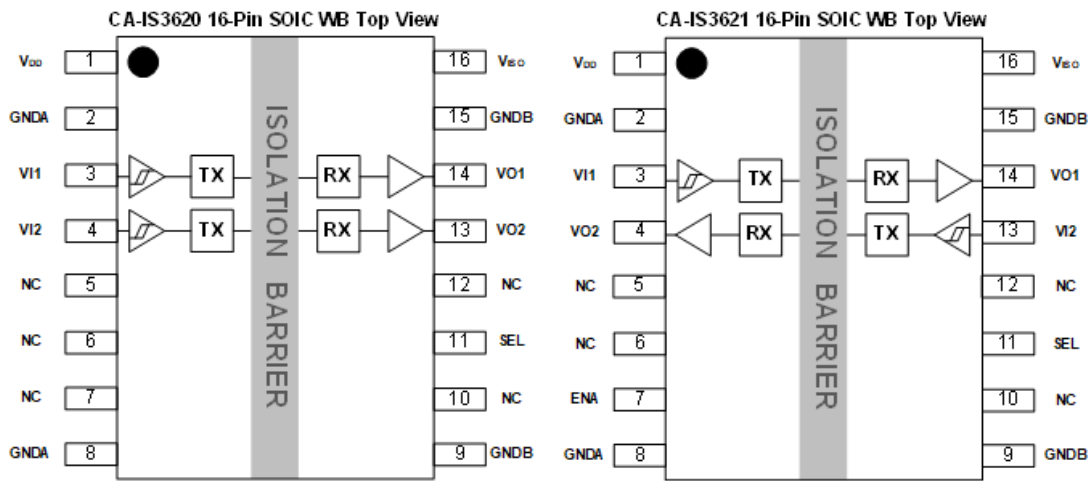 CA-IS3620 16-Pin SOIC WB Top View
VDD 1 16 VISO
GNDA 2 15 GNDB
VI1 3 TX RX 14 VO1
VI2 4 TX RX 13 VO2
NC 5 12 NC
NC 6 11 SEL
NC 7 10 NC
GNDA 8 9 GNDB
ISOLATION BARRIER
CA-IS3621 16-Pin SOIC WB Top View
VDD 1 16 VISO
GNDA 2 15 GNDB
VI1 3 TX RX 14 VO1
VO2 4 RX TX 13 VI2
NC 5 12 NC
NC 6 11 SEL
ENA 7 10 NC
GNDA 8 9 GNDB
ISOLATION BARRIER